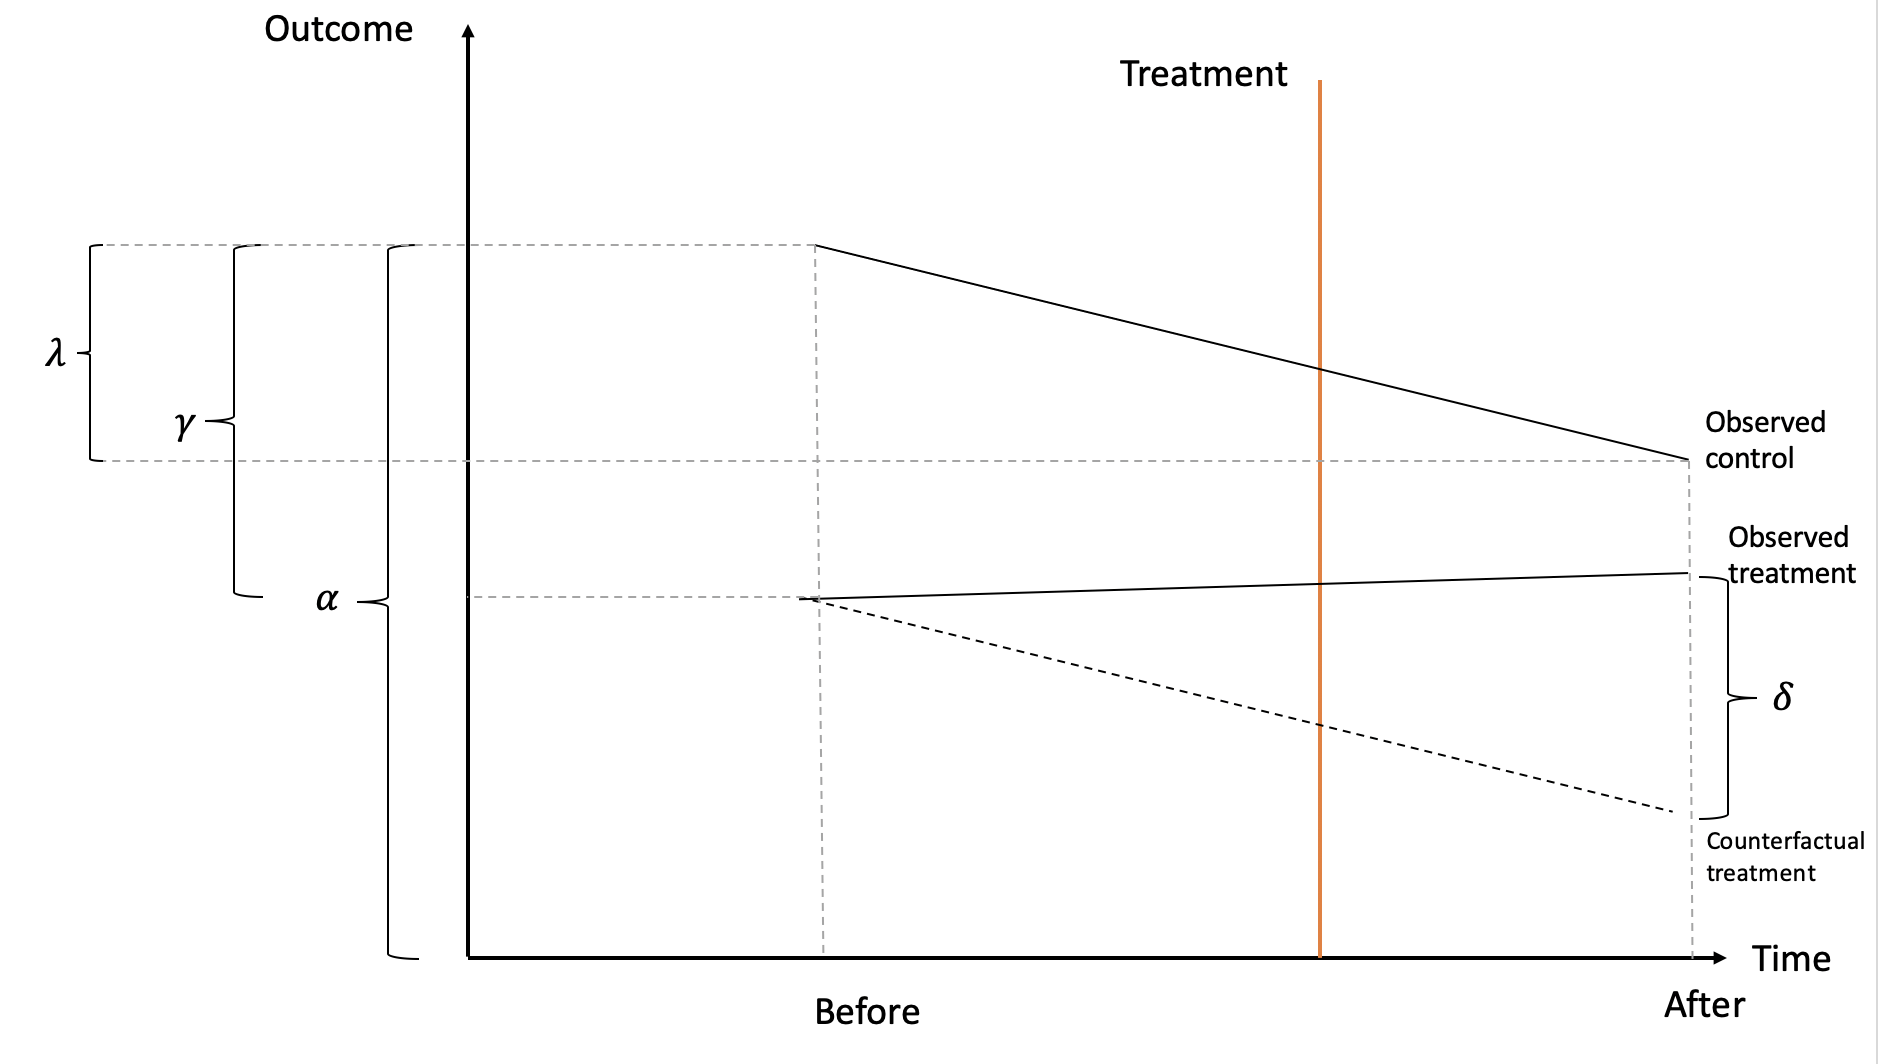 Outcome
Treatment
λ
γ
Observed
control
Observed
treatment
α
δ
Counterfactual
treatment
Time
Before
After